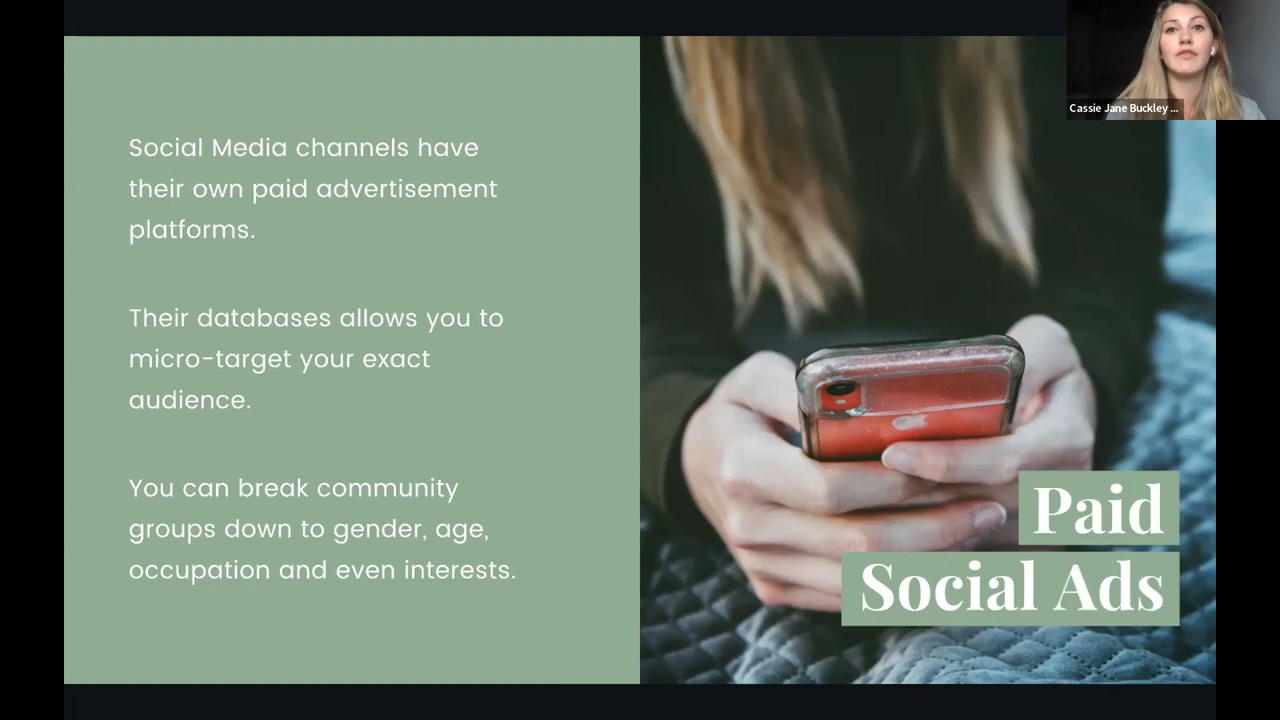 Cassie Jane Buckley ...
Social Media channels have
their own paid advertisement
platforms.
Their databases allows you to
micro-target your exact
audience.
You can break community
groups down to gender, age,
occupation and even interests.
Paid
Social Ads